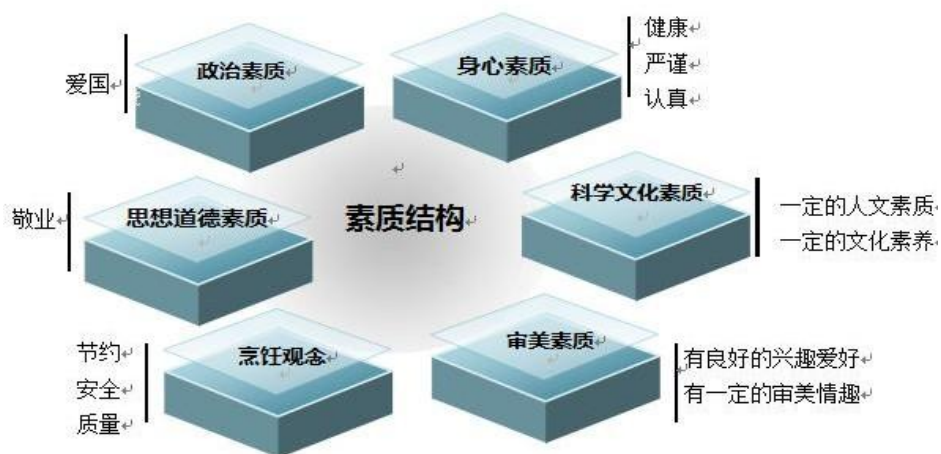 政治素质
爱国
身心素质
健康
严谨
认真
素质结构
思想道德素质
敬业
科学文化素质
一定的人文素质
一定的文化素养
烹饪观念
节约
安全
质量
审美素质
有良好的兴趣爱好
有一定的审美情趣